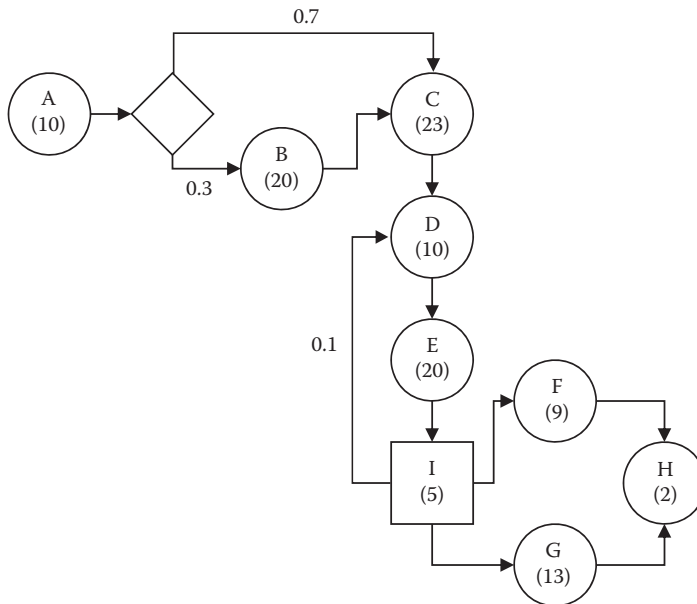 0.7
A
(10)
C
(23)
B
(20)
0.3
D
(10)
0.1
E
(20)
F
(9)
I
(5)
H
(2)
G
(13)